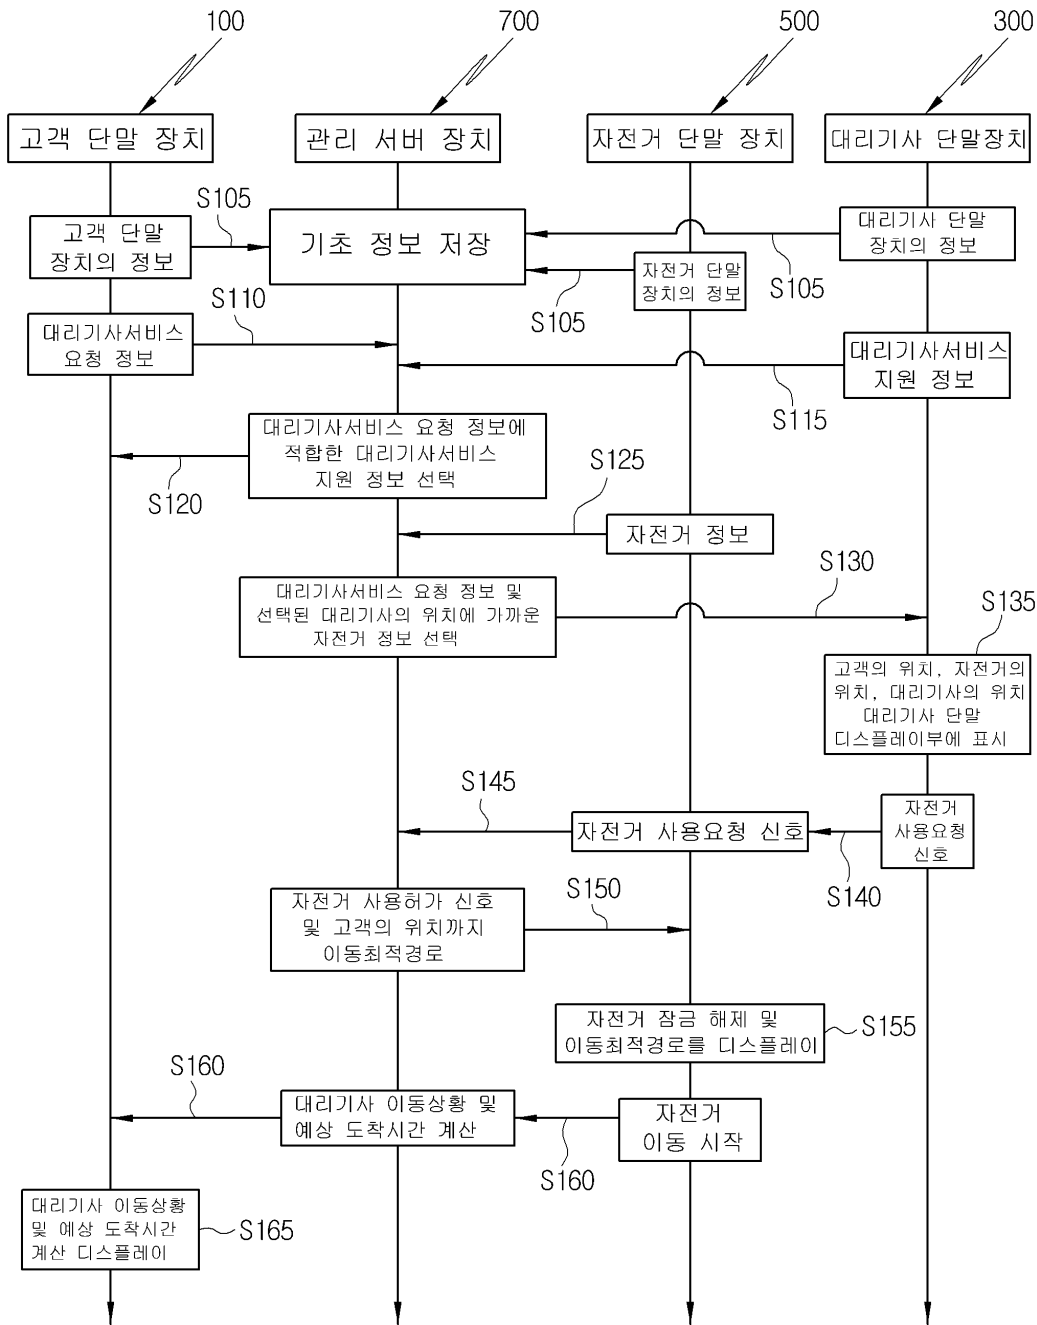 100
700
500
300
고객 단말 장치
관리 서버 장치
자전거 단말 장치
대리기사 단말장치
S105
고객 단말
장치의 정보
기초 정보 저장
대리기사 단말
장치의 정보
자전거 단말
장치의 정보
S105
S105
S110
대리기사서비스
요청 정보
대리기사서비스
지원 정보
S115
대리기사서비스 요청 정보에
적합한 대리기사서비스
지원 정보 선택
S120
S125
자전거 정보
대리기사서비스 요청 정보 및
선택된 대리기사의 위치에 가까운
자전거 정보 선택
S130
S135
고객의 위치, 자전거의
위치, 대리기사의 위치
대리기사 단말
디스플레이부에 표시
S145
자전거 사용요청 신호
자전거
사용요청
신호
S140
자전거 사용허가 신호
및 고객의 위치까지
이동최적경로
S150
자전거 잠금 해제 및
이동최적경로를 디스플레이
S155
S160
대리기사 이동상황 및
예상 도착시간 계산
자전거
이동 시작
S160
대리기사 이동상황
및 예상 도착시간
계산 디스플레이
S165